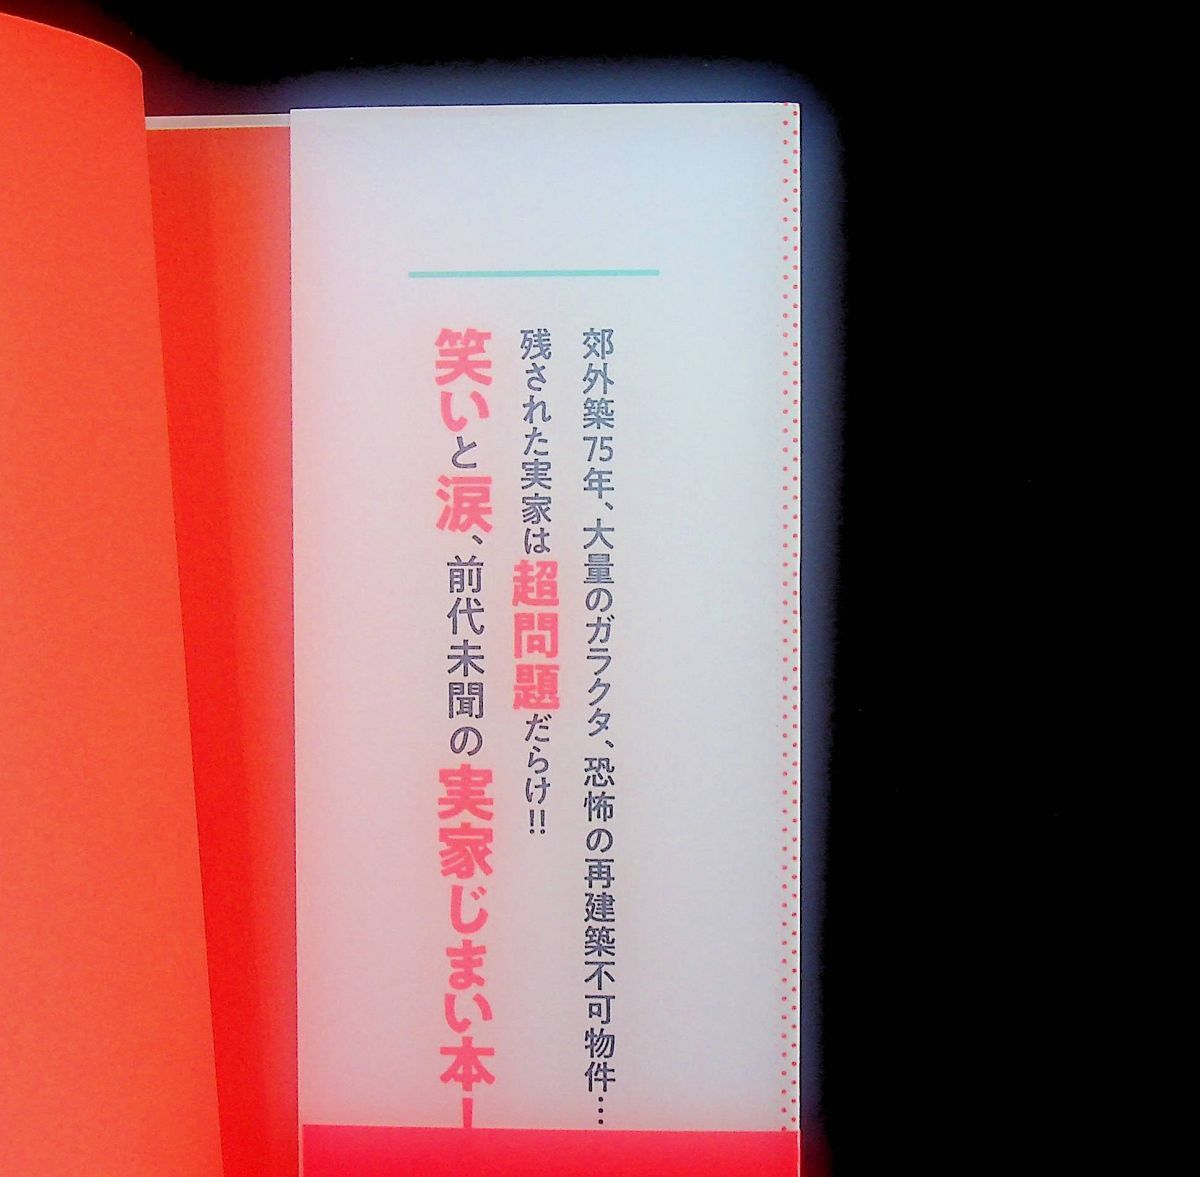 郊外築75年、大量のガラクタ、恐怖の再建築不可物件…
残された実家は超問題だらけ!!
笑いと涙、前代未聞の実家じまい本！